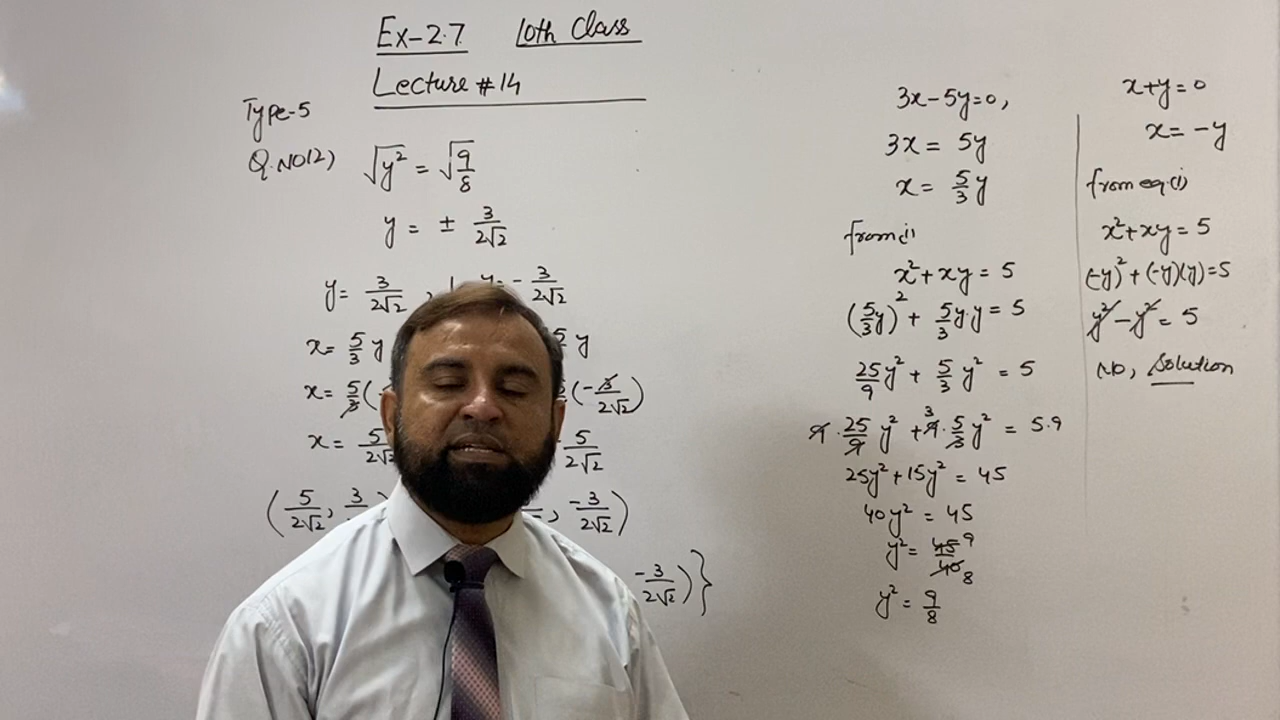 Ex-2.7 10th Class
Lecture #14
Type-5
Q.NO(2) √y² = √9/8
y = ± 3/2√2
y = 3/2√2 , y = -3/2√2
x = 5/3 y
y
x = 5/3(
(-3/2√2)
x = 5/2√2
5/2√2
(5/2√2, 3/
, -3/2√2)
-3/2√2)}
3x-5y=0,
3x = 5y
x = 5/3 y
from (i)
x²+xy = 5
(5/3 y)² + 5/3 y.y = 5
25/9 y² + 5/3 y² = 5
9.25/9 y² + 9.5/3 y² = 5.9
3
25y²+15y² = 45
40y² = 45
y² = 45/40 9
8
y² = 9/8
x+y=0
x= -y
from eq(i)
x²+xy = 5
(-y)²+(-y)(y)=5
y²-y² = 5
No, Solution